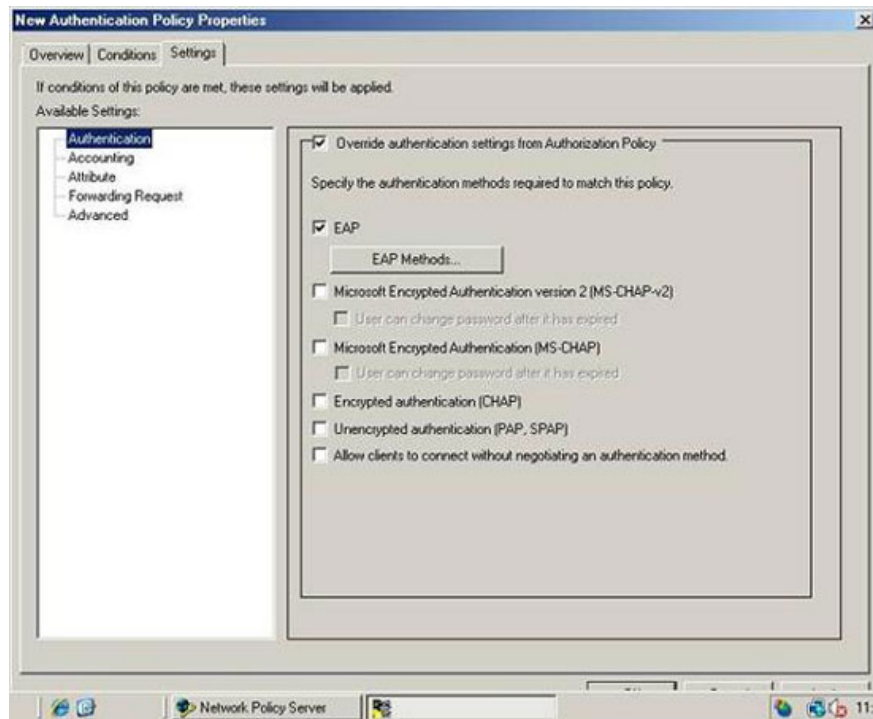 New Authentication Policy Properties
Overview Conditions Settings
If conditions of this policy are met, these settings will be applied.
Available Settings:
Authentication
Accounting
Attribute
Forwarding Request
Advanced
Override authentication settings from Authorization Policy
Specify the authentication methods required to match this policy.
EAP
EAP Methods...
Microsoft Encrypted Authentication version 2 (MS-CHAP-v2)
User can change password after it has expired
Microsoft Encrypted Authentication (MS-CHAP)
User can change password after it has expired
Encrypted authentication (CHAP)
Unencrypted authentication (PAP, SPAP)
Allow clients to connect without negotiating an authentication method.
Network Policy Server
11: